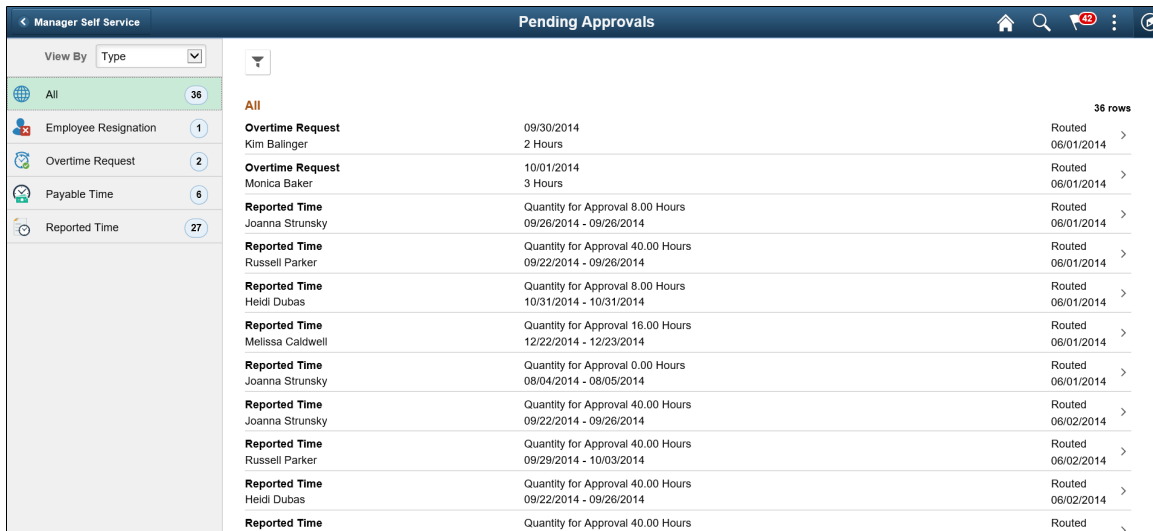 Manager Self Service
Pending Approvals
42
View By Type
All 36
Employee Resignation 1
Overtime Request 2
Payable Time 6
Reported Time 27
All
36 rows
Overtime Request 09/30/2014 Routed
Kim Balinger 2 Hours 06/01/2014
Overtime Request 10/01/2014 Routed
Monica Baker 3 Hours 06/01/2014
Reported Time Quantity for Approval 8.00 Hours Routed
Joanna Strunsky 09/26/2014 - 09/26/2014 06/01/2014
Reported Time Quantity for Approval 40.00 Hours Routed
Russell Parker 09/22/2014 - 09/26/2014 06/01/2014
Reported Time Quantity for Approval 8.00 Hours Routed
Heidi Dubas 10/31/2014 - 10/31/2014 06/01/2014
Reported Time Quantity for Approval 16.00 Hours Routed
Melissa Caldwell 12/22/2014 - 12/23/2014 06/01/2014
Reported Time Quantity for Approval 0.00 Hours Routed
Joanna Strunsky 08/04/2014 - 08/05/2014 06/01/2014
Reported Time Quantity for Approval 40.00 Hours Routed
Joanna Strunsky 09/22/2014 - 09/26/2014 06/02/2014
Reported Time Quantity for Approval 40.00 Hours Routed
Russell Parker 09/29/2014 - 10/03/2014 06/02/2014
Reported Time Quantity for Approval 40.00 Hours Routed
Heidi Dubas 09/22/2014 - 09/26/2014 06/02/2014
Reported Time Quantity for Approval 40.00 Hours Routed